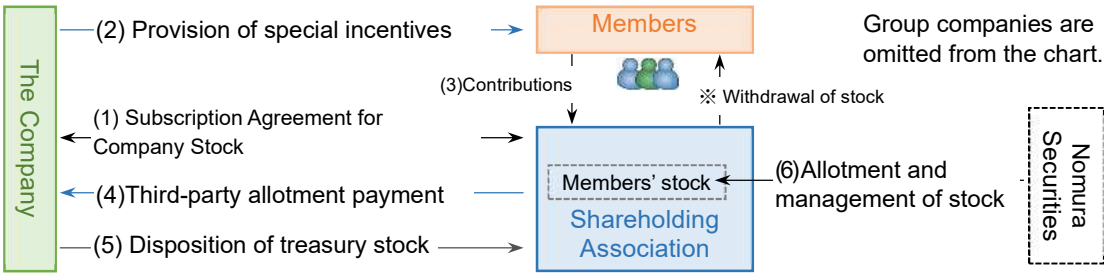 The Company
(2) Provision of special incentives
Members
Group companies are
omitted from the chart.
(3)Contributions
※ Withdrawal of stock
(1) Subscription Agreement for
Company Stock
(4)Third-party allotment payment
(5) Disposition of treasury stock
Members' stock
Shareholding
Association
(6)Allotment and
management of stock
Nomura
Securities